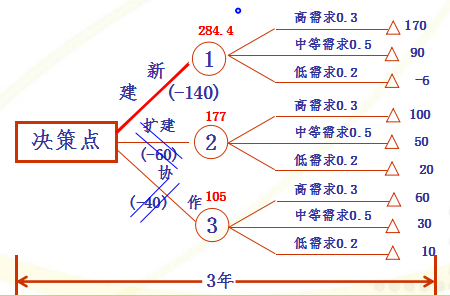 284.4
高需求0.3 170
新建 1 中等需求0.5 90
(-140) 低需求0.2 -6
177
高需求0.3 100
决策点 扩建 2 中等需求0.5 50
(-60) 低需求0.2 20
协作 105
(-40) 高需求0.3 60
3 中等需求0.5 30
低需求0.2 10
3年